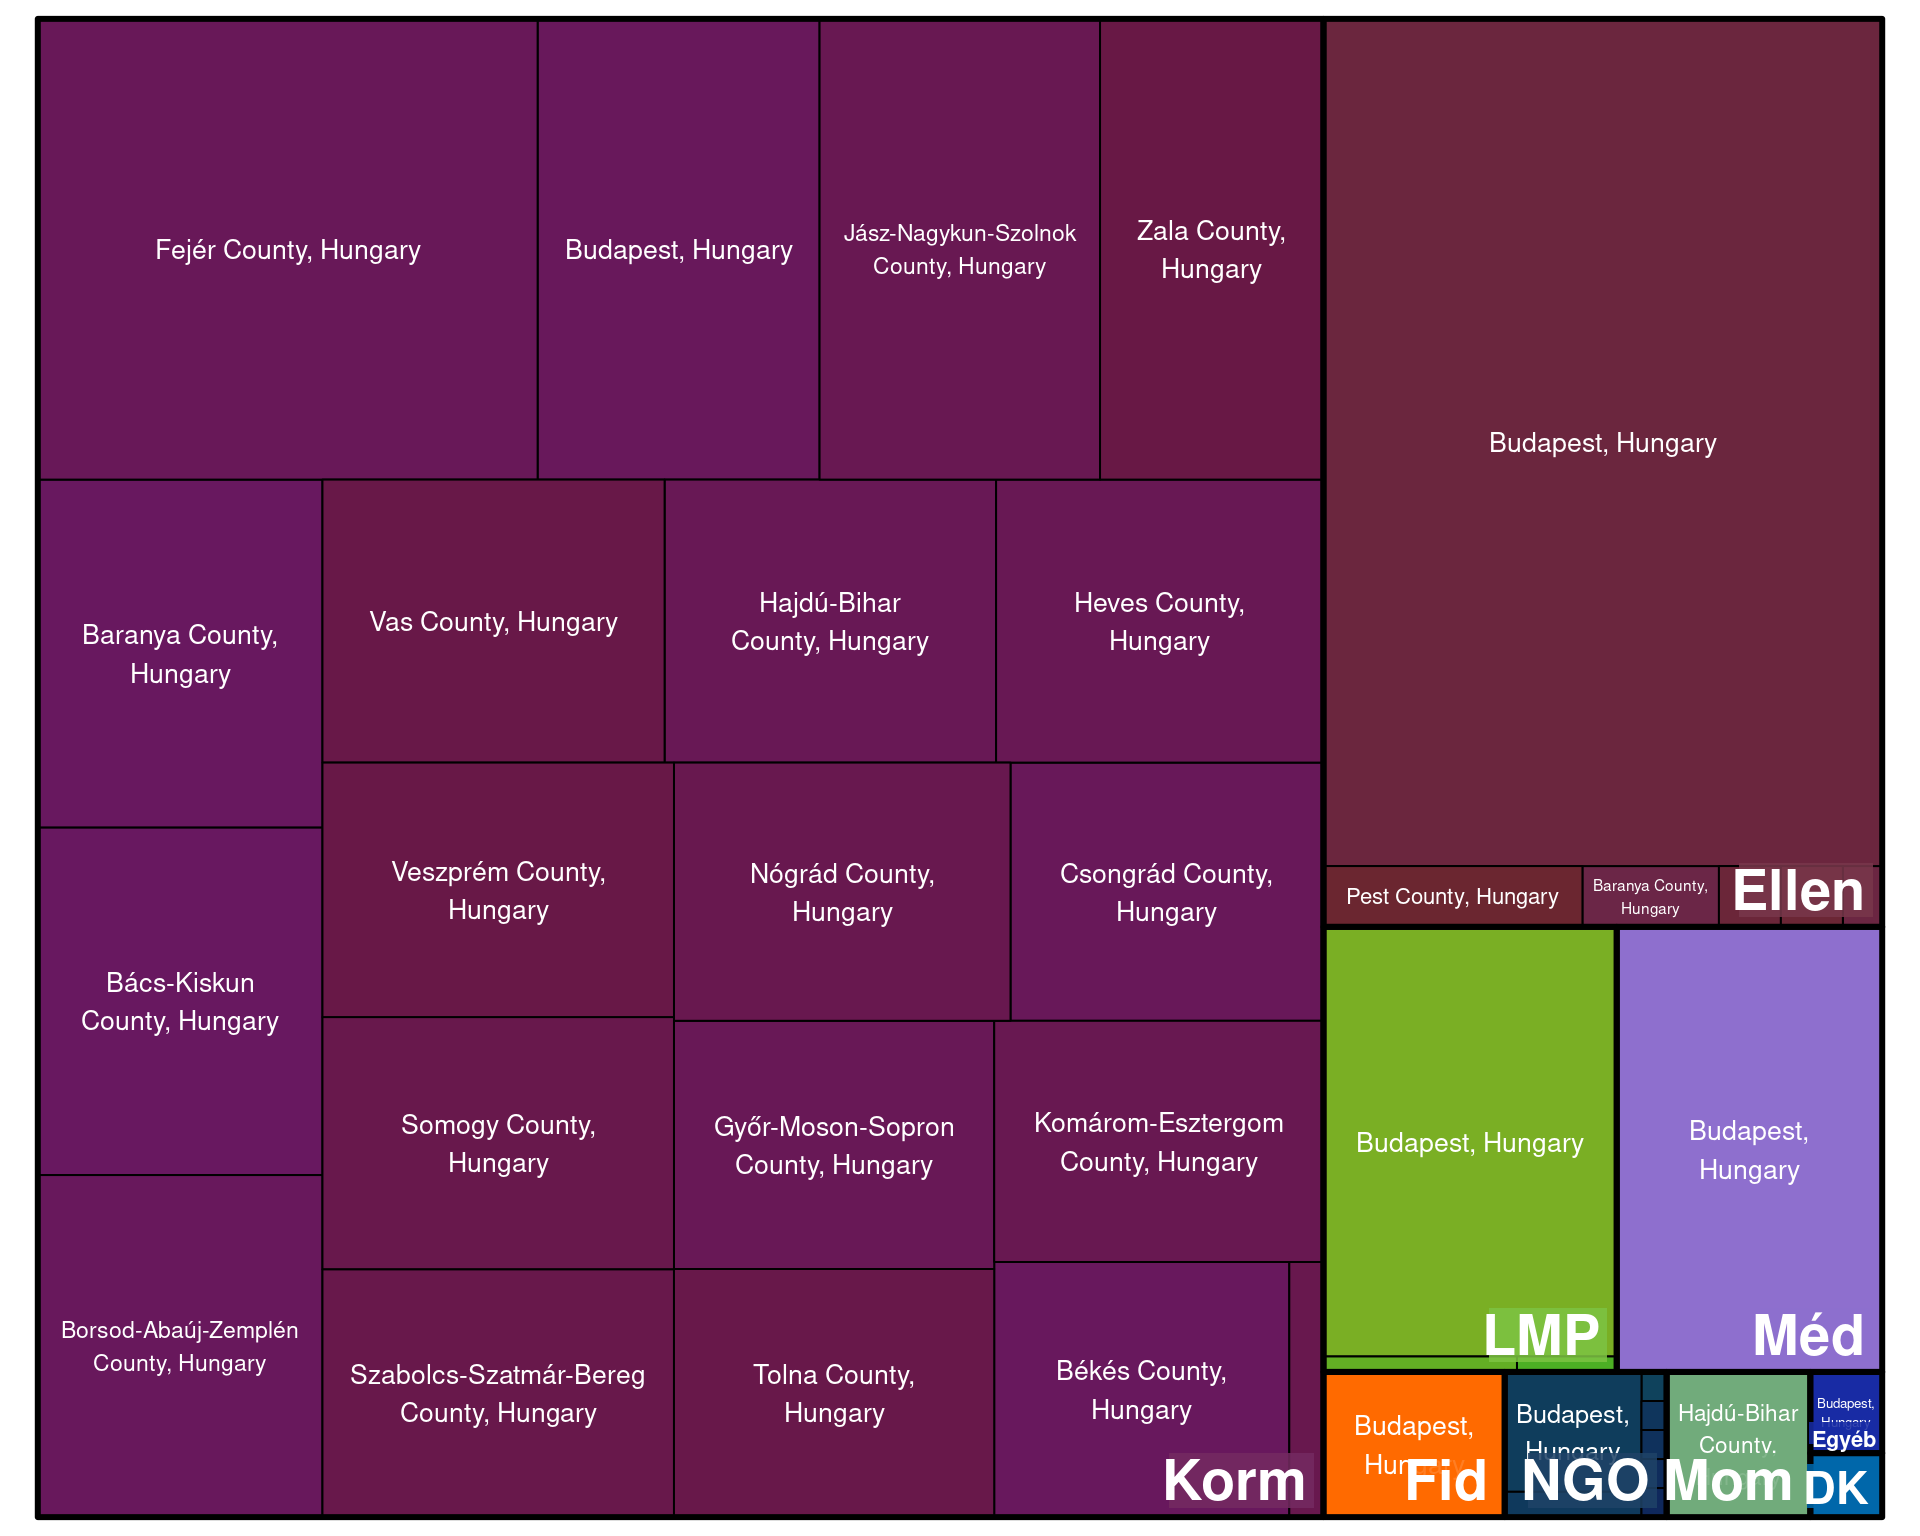 Fejér County, Hungary
Budapest, Hungary
Jász-Nagykun-Szolnok
County, Hungary
Zala County,
Hungary
Baranya County,
Hungary
Vas County, Hungary
Hajdú-Bihar
County, Hungary
Heves County,
Hungary
Bács-Kiskun
County, Hungary
Veszprém County,
Hungary
Nógrád County,
Hungary
Csongrád County,
Hungary
Somogy County,
Hungary
Győr-Moson-Sopron
County, Hungary
Komárom-Esztergom
County, Hungary
Borsod-Abaúj-Zemplén
County, Hungary
Szabolcs-Szatmár-Bereg
County, Hungary
Tolna County,
Hungary
Békés County,
Hungary
Korm
Budapest, Hungary
Pest County, Hungary
Baranya County,
Hungary
Ellen
Budapest, Hungary
LMP
Budapest,
Hungary
Méd
Budapest,
Hungary
Fid
Budapest,
Hungary
NGO
Hajdú-Bihar
County,
Mom
Budapest,
Hungary
Egyéb
DK